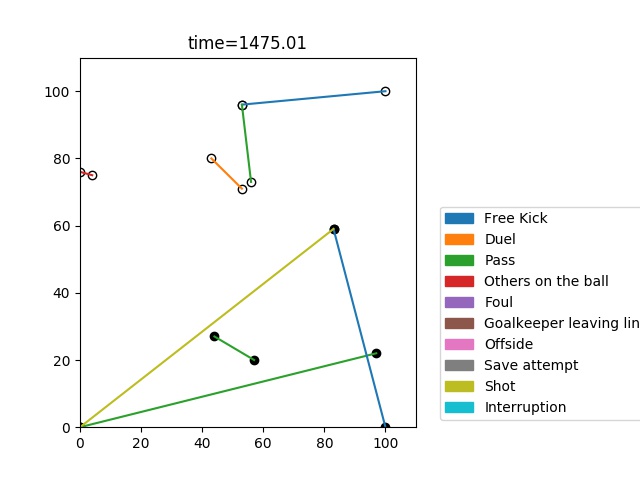 time=1475.01
100
80
60
40
20
0
0
20
40
60
80
100
Free Kick
Duel
Pass
Others on the ball
Foul
Goalkeeper leaving lin
Offside
Save attempt
Shot
Interruption